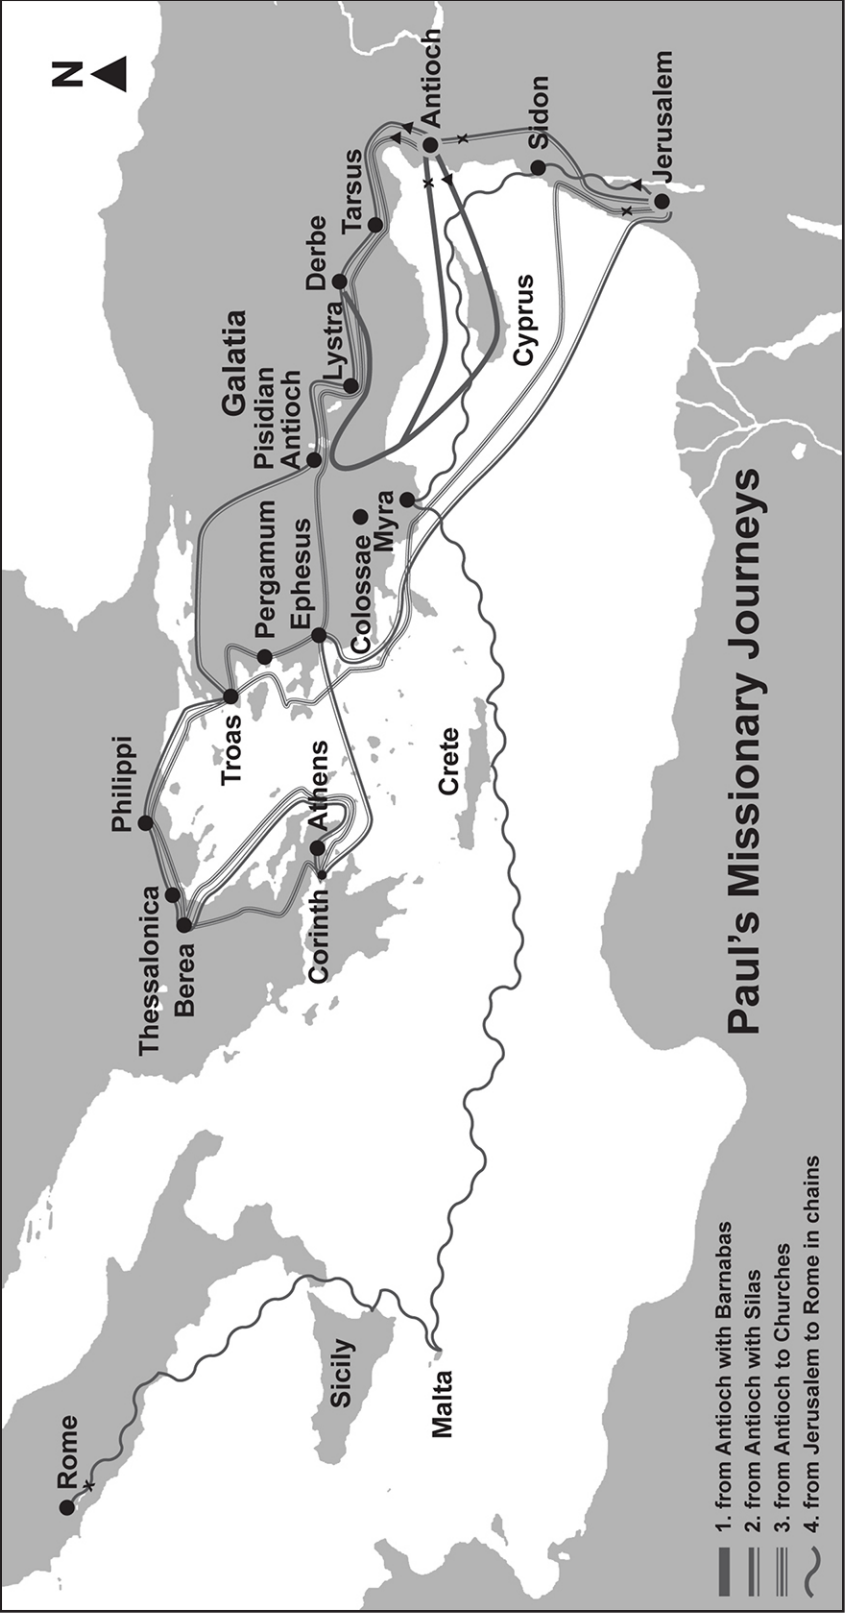 N
Rome
Sicily
Malta
Thessalonica
Berea
Philippi
Corinth
Athens
Troas
Crete
Pergamum
Ephesus
Colossae
Myra
Galatia
Pisidian
Antioch
Lystra
Derbe
Tarsus
Cyprus
Antioch
Sidon
Jerusalem
Paul's Missionary Journeys
1. from Antioch with Barnabas
2. from Antioch with Silas
3. from Antioch to Churches
4. from Jerusalem to Rome in chains